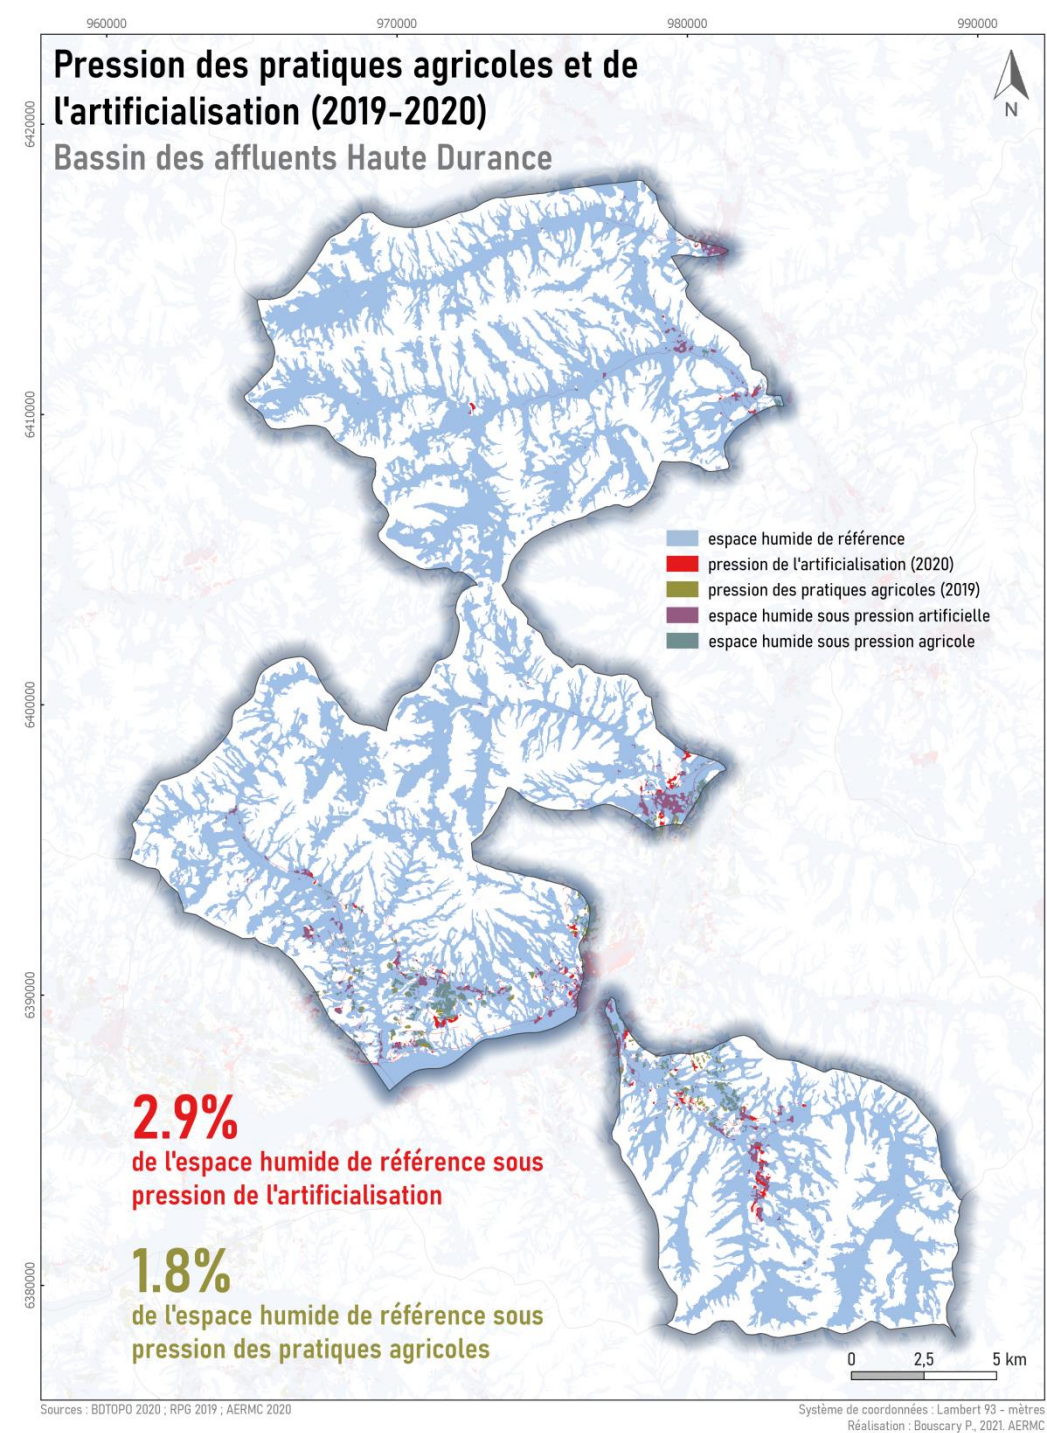 960000
970000
980000
990000
Pression des pratiques agricoles et de
l'artificialisation (2019-2020)
Bassin des affluents Haute Durance
N
6420000
6410000
6400000
6390000
6380000
espace humide de référence
pression de l'artificialisation (2020)
pression des pratiques agricoles (2019)
espace humide sous pression artificielle
espace humide sous pression agricole
2.9%
de l'espace humide de référence sous
pression de l'artificialisation
1.8%
de l'espace humide de référence sous
pression des pratiques agricoles
0 2,5 5 km
Sources : BDTOPO 2020 ; RPG 2019 ; AERMC 2020
Système de coordonnées : Lambert 93 - mètres
Réalisation : Bouscary P., 2021. AERMC